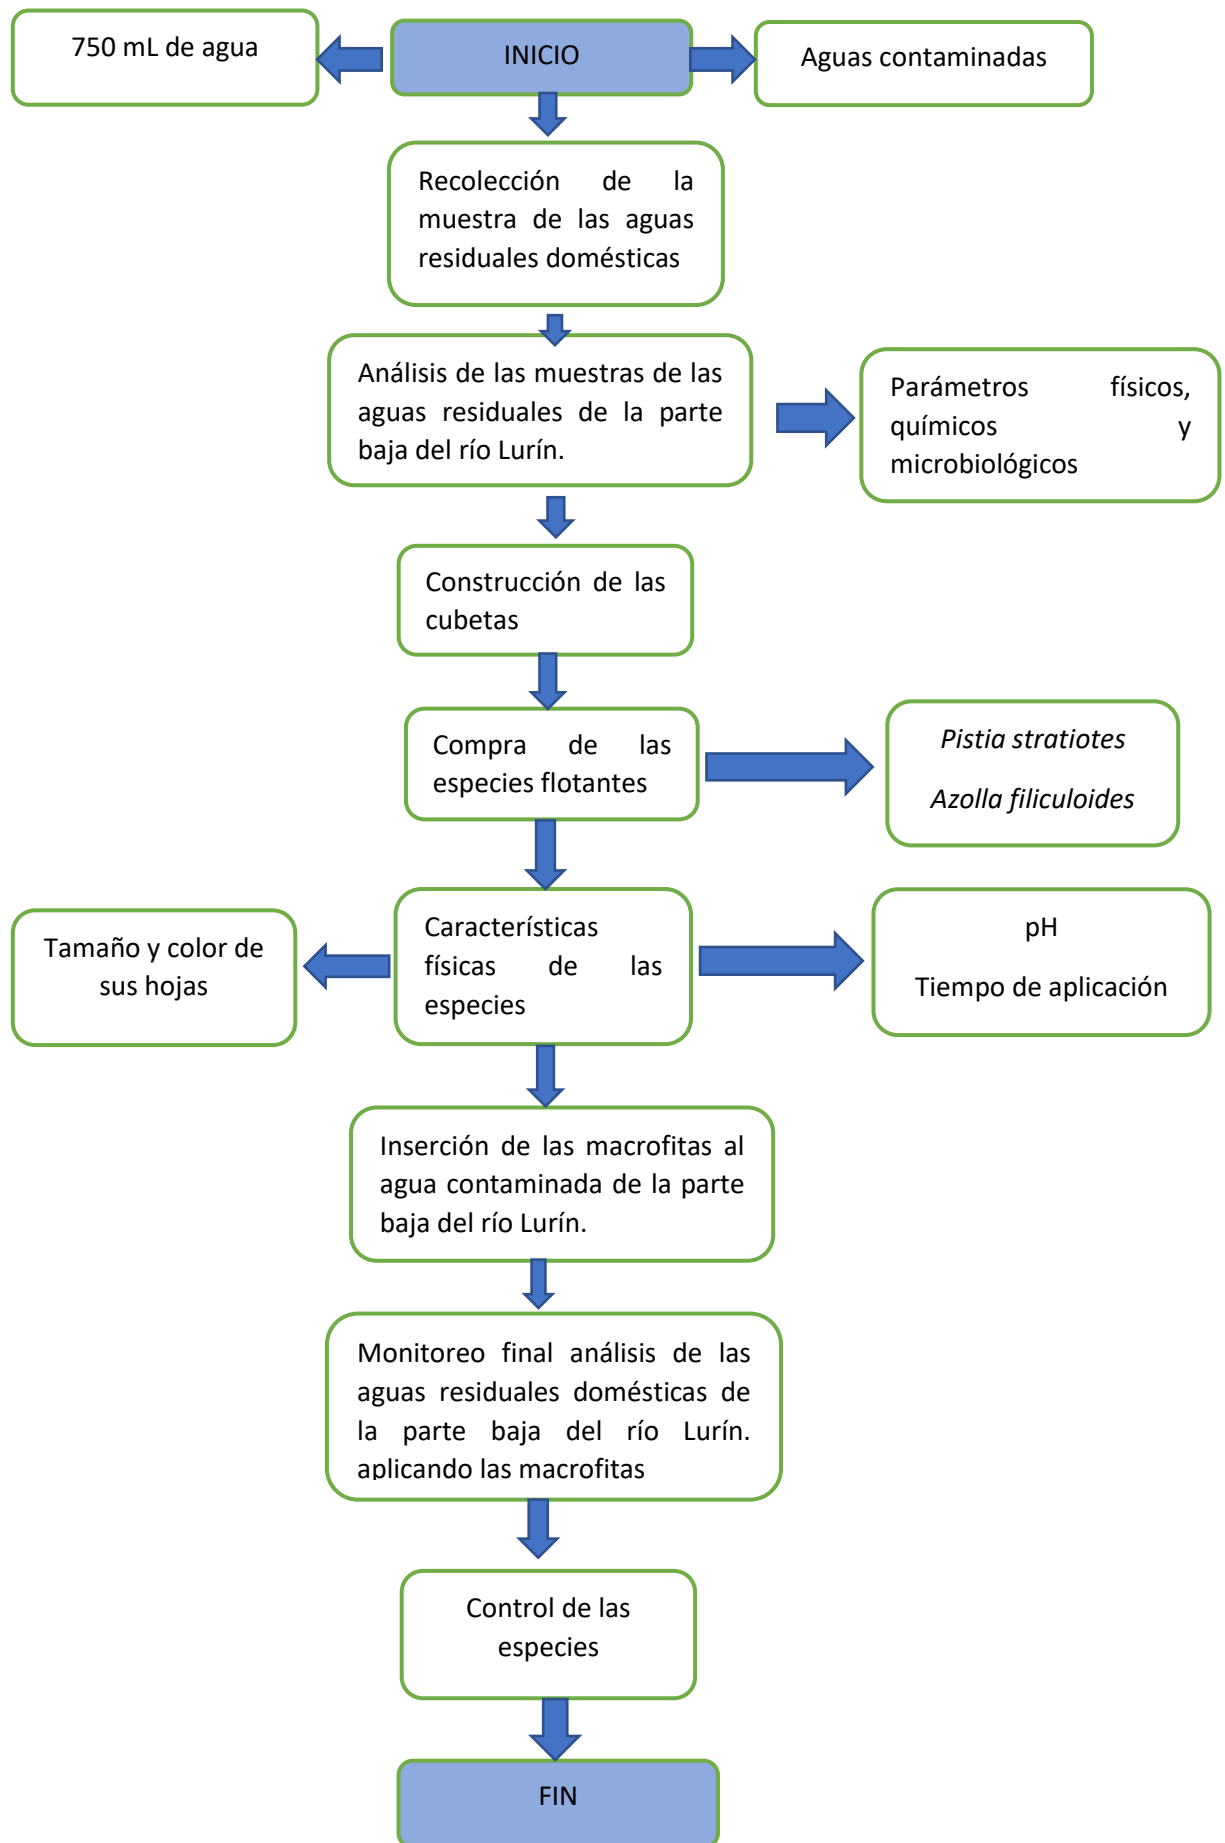 750 mL de agua
INICIO
Aguas contaminadas
Recolección de la
muestra de las aguas
residuales domésticas
Análisis de las muestras de las
aguas residuales de la parte
baja del río Lurín.
Parámetros físicos,
químicos y
microbiológicos
Construcción de las
cubetas
Compra de las
especies flotantes
Pistia stratiotes
Azolla filiculoides
Tamaño y color de
sus hojas
Característícas
físicas de las
especies
pH
Tiempo de aplicación
Inserción de las macrofitas al
agua contaminada de la parte
baja del río Lurín.
Monitoreo final análisis de las
aguas residuales domésticas de
la parte baja del río Lurín.
aplicando las macrofitas
Control de las
especies
FIN